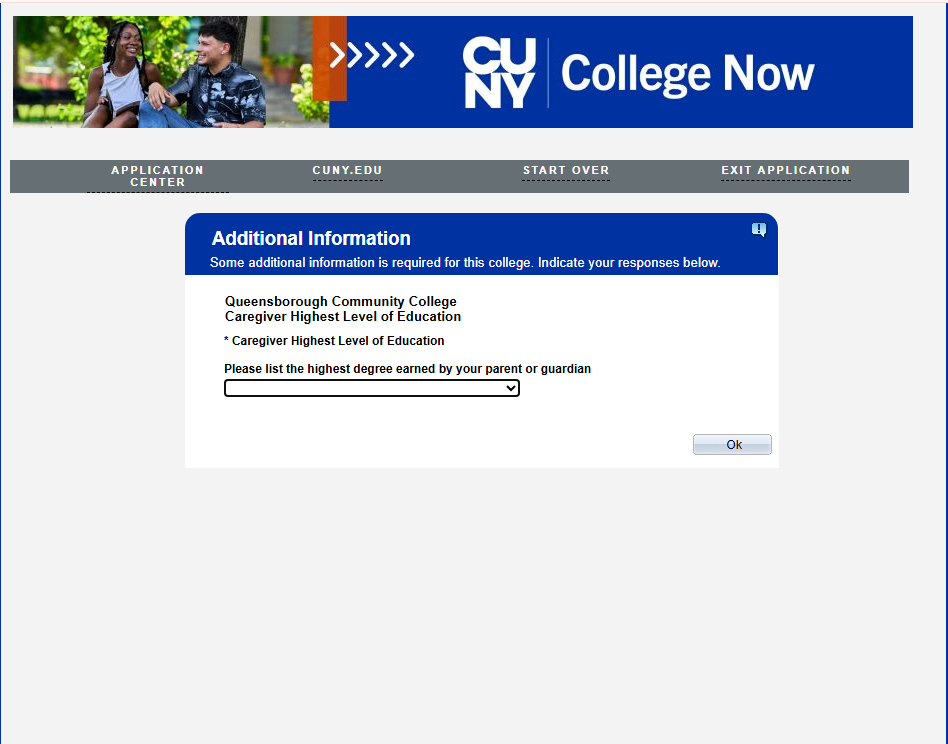 CU
NY
College Now
APPLICATION
CENTER
CUNY.EDU
START OVER
EXIT APPLICATION
Additional Information
Some additional information is required for this college. Indicate your responses below.
Queensborough Community College
Caregiver Highest Level of Education
* Caregiver Highest Level of Education
Please list the highest degree earned by your parent or guardian
Ok